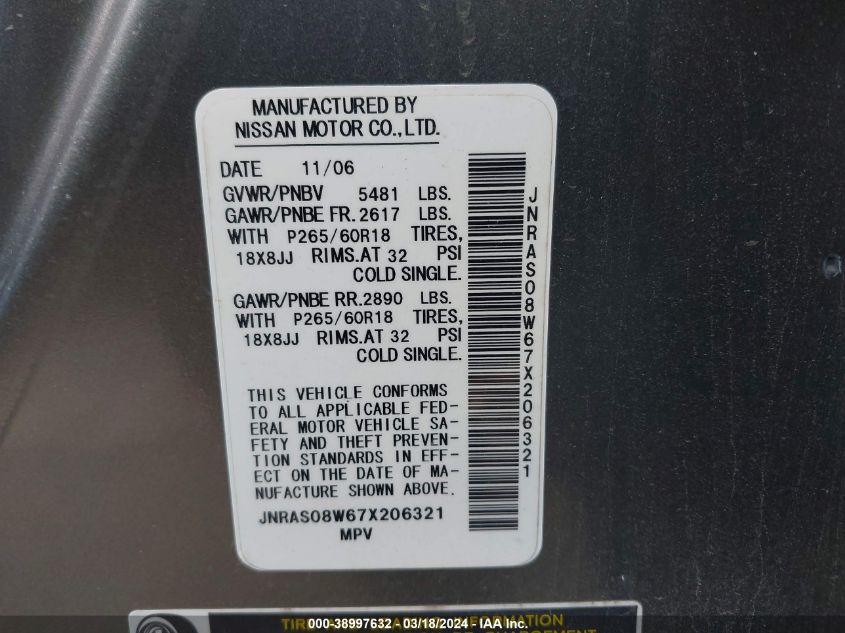 MANUFACTURED BY
NISSAN MOTOR CO.,LTD.
DATE 11/06
GVWR/PNBV 5481 LBS.
GAWR/PNBE FR. 2617 LBS.
WITH P265/60R18 TIRES,
18X8JJ RIMS.AT 32 PSI
COLD SINGLE.
GAWR/PNBE RR. 2890 LBS.
WITH P265/60R18 TIRES,
18X8JJ RIMS.AT 32 PSI
COLD SINGLE.
THIS VEHICLE CONFORMS
TO ALL APPLICABLE FED-
ERAL MOTOR VEHICLE SA-
FETY AND THEFT PREVEN-
TION STANDARDS IN EFF-
ECT ON THE DATE OF MA-
NUFACTURE SHOWN ABOVE.
JNRAS08W67X206321
MPV
JNRAS08W67X206321
TIRE
000-38997632 - 03/18/2024 - IAA Inc.